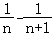 1/n - 1/(n+1)